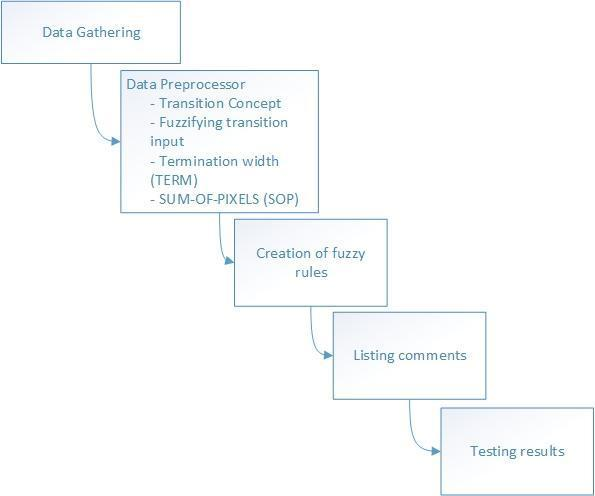 Data Gathering
Data Preprocessor
- Transition Concept
- Fuzzifying transition
input
- Termination width
(TERM)
- SUM-OF-PIXELS (SOP)
Creation of fuzzy
rules
Listing comments
Testing results